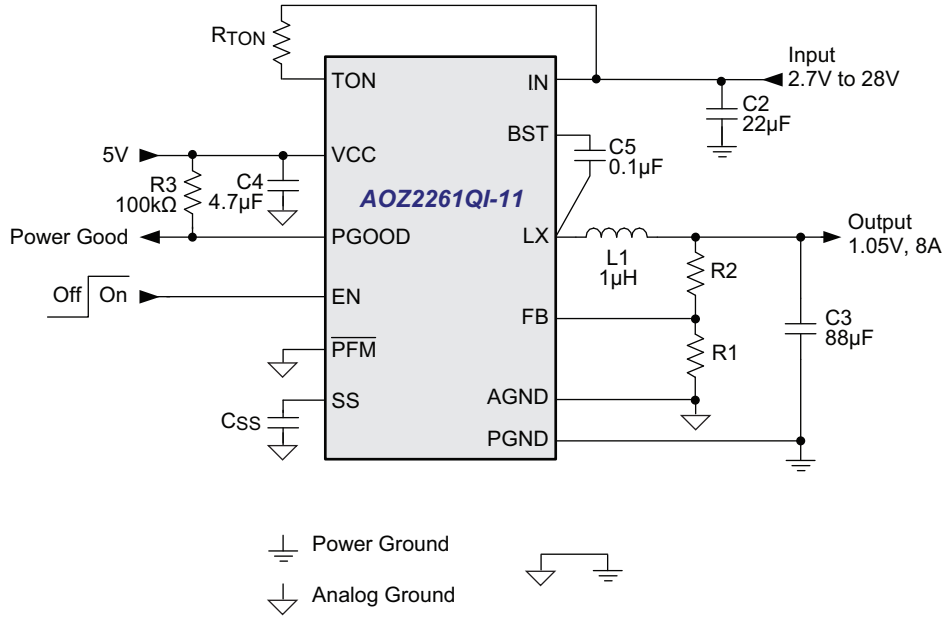 RTON
TON
IN
Input
2.7V to 28V
C2
22µF
BST
C5
0.1µF
5V
VCC
R3
100kΩ
C4
4.7µF
AOZ2261QI-11
Power Good
PGOOD
LX
L1
1µH
Output
1.05V, 8A
R2
Off
On
EN
FB
C3
88µF
R1
PFM
SS
CSS
AGND
PGND
Power Ground
Analog Ground